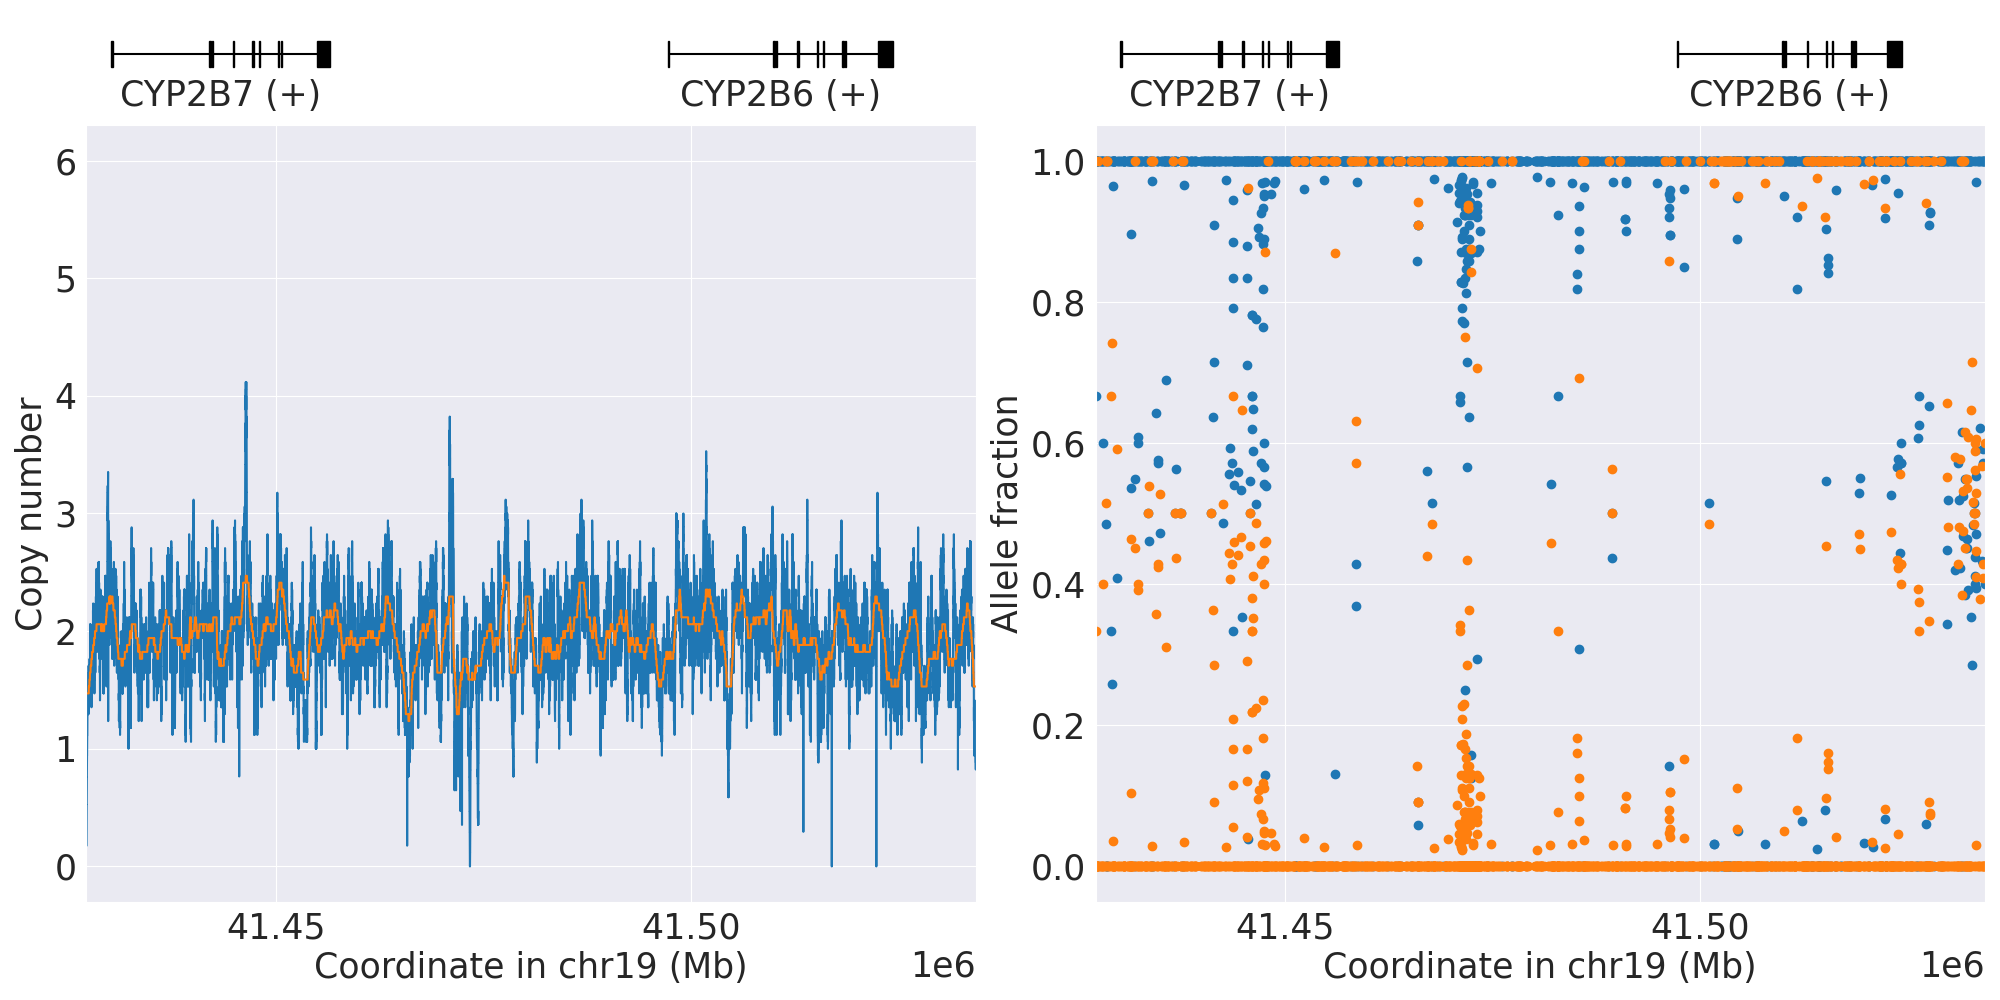 CYP2B7 (+)
CYP2B6 (+)
6
5
4
3
2
1
0
Copy number
41.45
41.50
Coordinate in chr19 (Mb)
1e6
CYP2B7 (+)
CYP2B6 (+)
1.0
0.8
0.6
0.4
0.2
0.0
Allele fraction
41.45
41.50
Coordinate in chr19 (Mb)
1e6